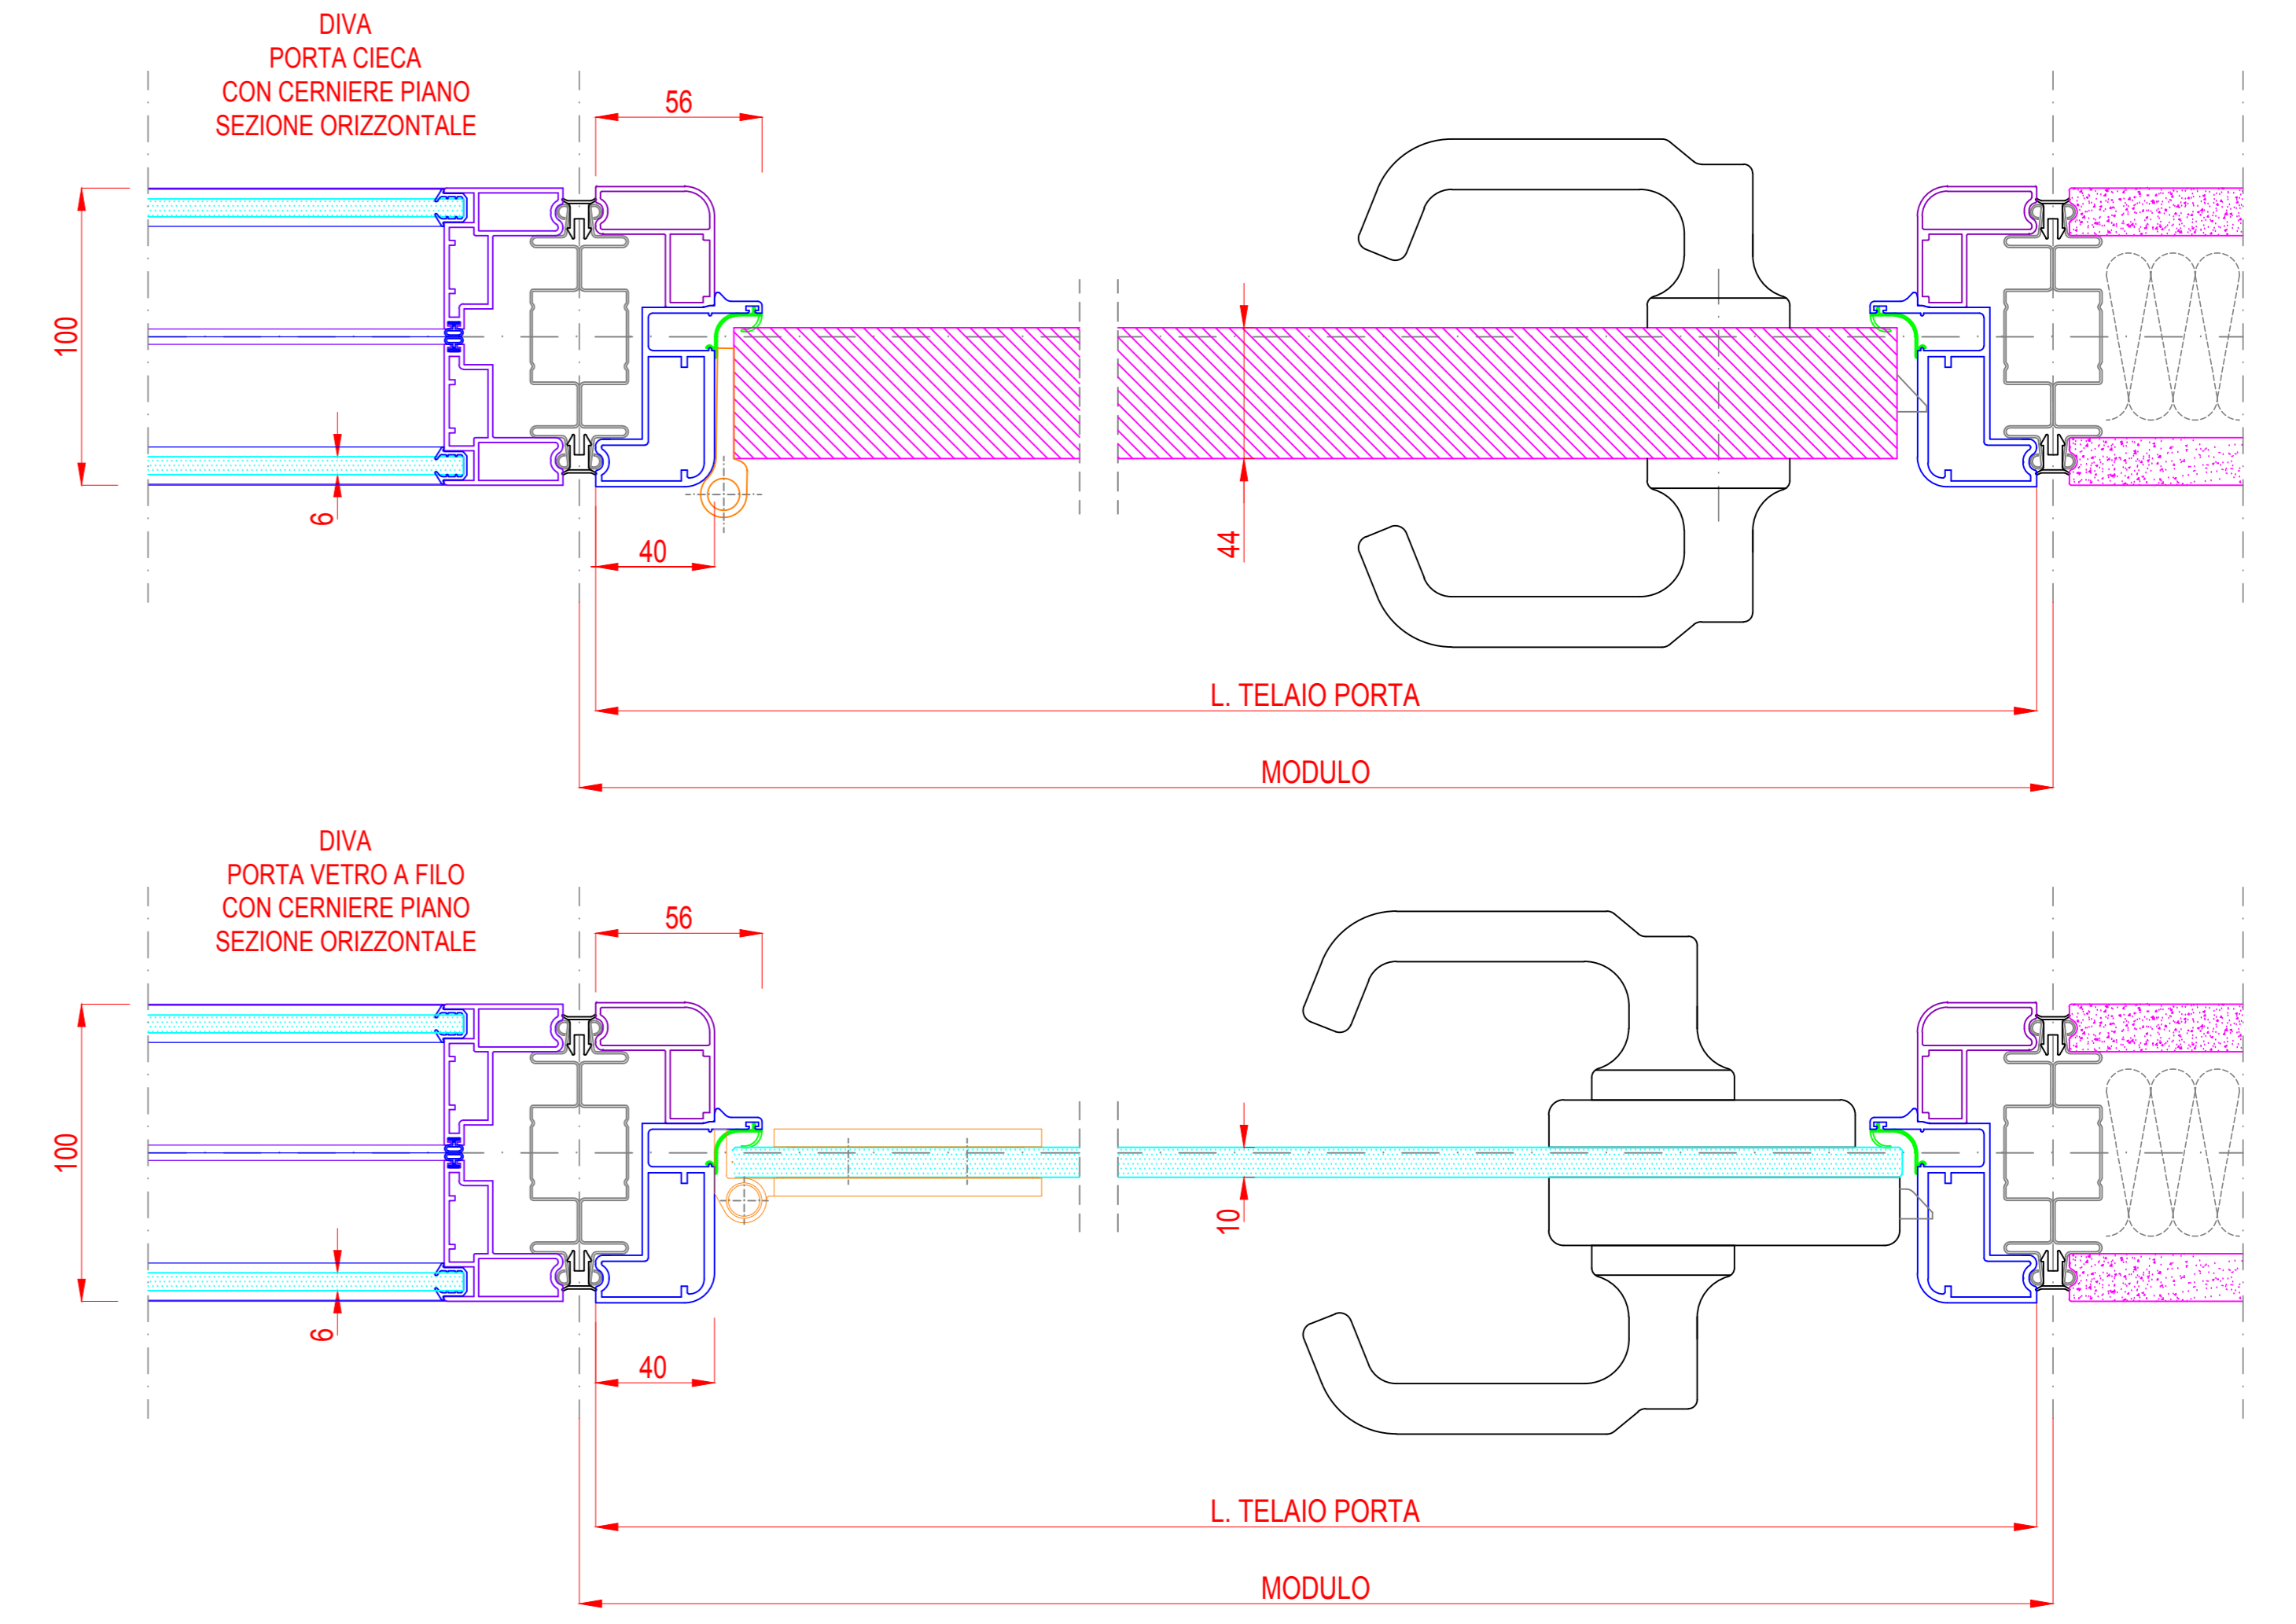 DIVA
PORTA CIECA
CON CERNIERE PIANO
SEZIONE ORIZZONTALE
56
100
6
40
44
L. TELAIO PORTA
MODULO
DIVA
PORTA VETRO A FILO
CON CERNIERE PIANO
SEZIONE ORIZZONTALE
56
100
6
40
10
L. TELAIO PORTA
MODULO